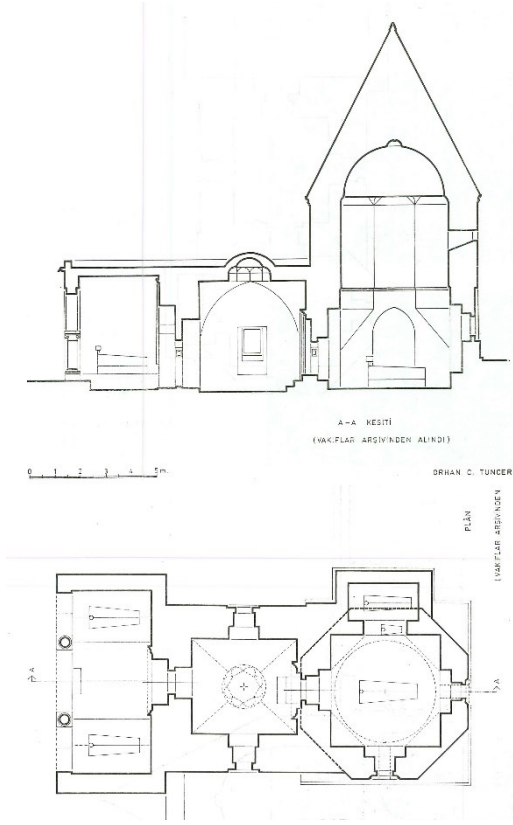 A-A KESİTİ
(VAKIFLAR ARŞİVİNDEN ALINDI)
0 1 2 3 4 5m.
ORHAN C. TUNCER
PLÂN
(VAKIFLAR ARŞİVİNDEN
A
A